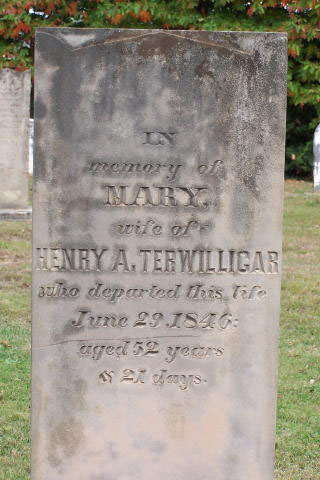 IN
memory of
MARY,
wife of
HENRY A. TERWILLIGAR
who departed this life
June 29, 1846:
aged 52 years
& 21 days.